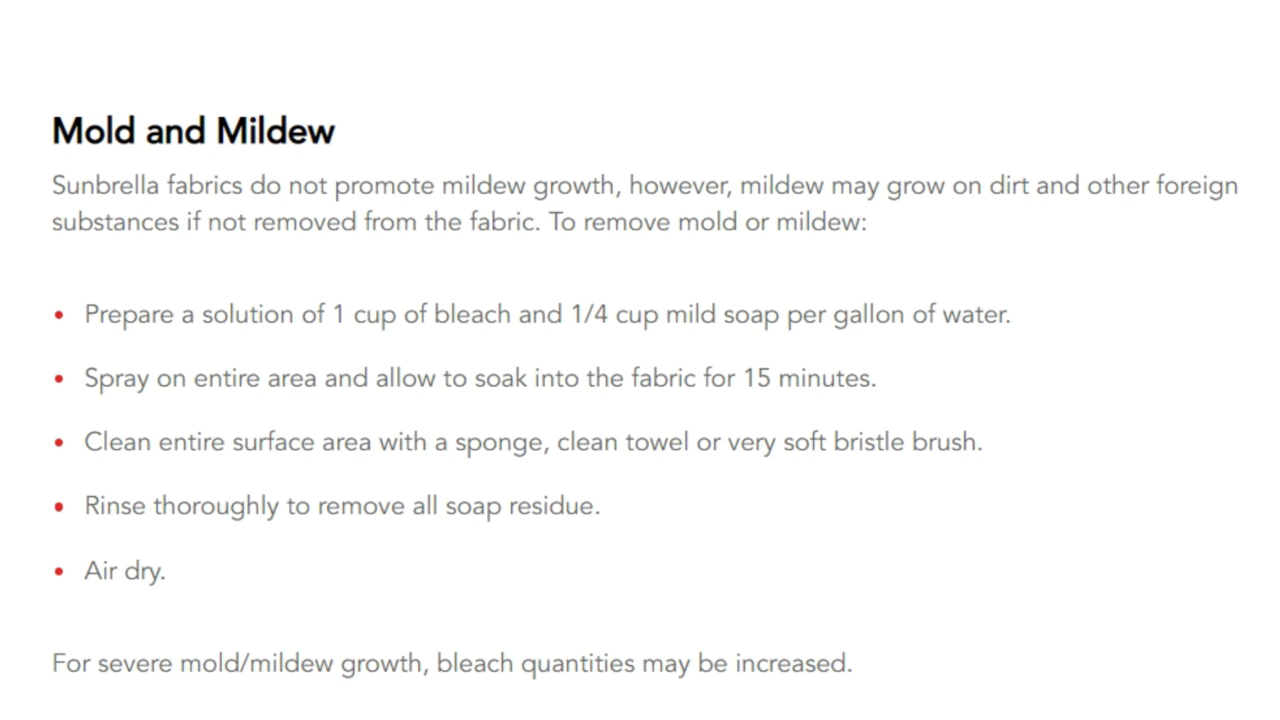 Mold and Mildew
Sunbrella fabrics do not promote mildew growth, however, mildew may grow on dirt and other foreign
substances if not removed from the fabric. To remove mold or mildew:
• Prepare a solution of 1 cup of bleach and 1/4 cup mild soap per gallon of water.
• Spray on entire area and allow to soak into the fabric for 15 minutes.
• Clean entire surface area with a sponge, clean towel or very soft bristle brush.
• Rinse thoroughly to remove all soap residue.
• Air dry.
For severe mold/mildew growth, bleach quantities may be increased.